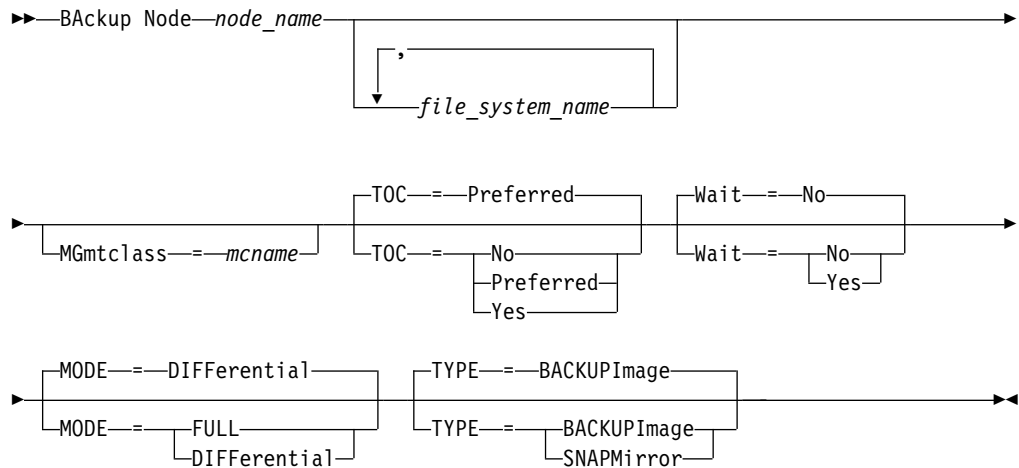 BAckup Node node_name
,
file_system_name
TOC = Preferred Wait = No
MGmtclass = mcname TOC = No Wait = No
Preferred Yes
Yes
MODE = DIFFerential TYPE = BACKUPImage
MODE = FULL TYPE = BACKUPImage
DIFFerential SNAPMirror